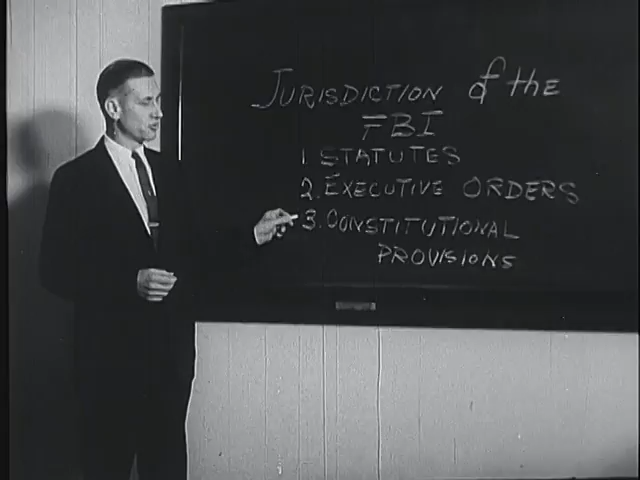 JURISDICTION of the
FBI
1 STATUTES
2. EXECUTIVE ORDERS
3. CONSTITUTIONAL
PROVISIONS